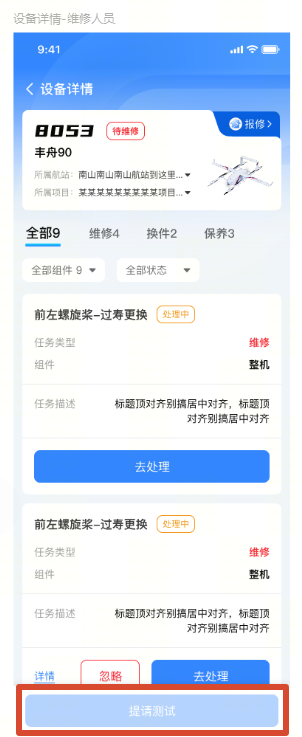 设备详情-维修人员
9:41
设备详情
8053 待维修
报修
丰舟90
所属航站: 南山南山南山航站到这里...
所属项目: 某某某某某某某某项目...
全部9 维修4 换件2 保养3
全部组件 9 全部状态
前左螺旋桨-过寿更换 处理中
任务类型 维修
组件 整机
任务描述 标题顶对齐别搞居中对齐, 标题顶
对齐别搞居中对齐
去处理
前左螺旋桨-过寿更换 处理中
任务类型 维修
组件 整机
任务描述 标题顶对齐别搞居中对齐, 标题顶
对齐别搞居中对齐
详情 忽略 去处理
提请测试